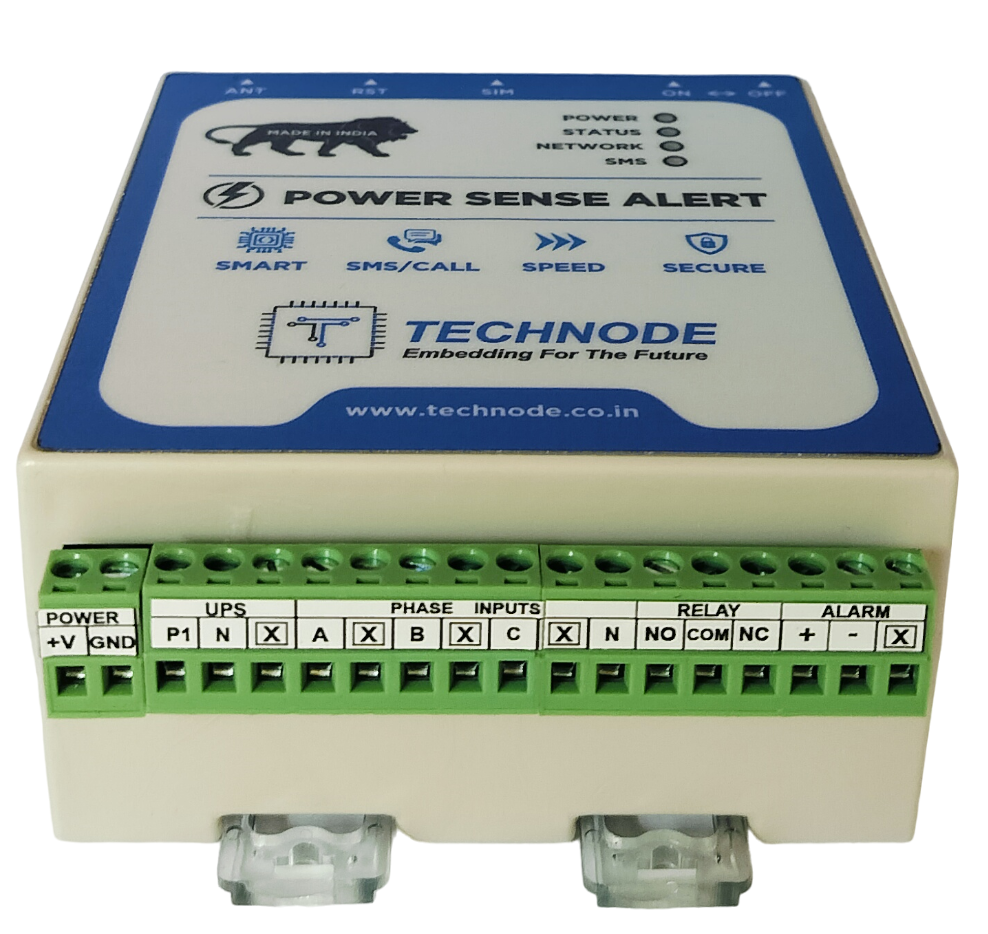 ANT RST SIM ON OFF
MADE IN INDIA
POWER
STATUS
NETWORK
SMS
POWER SENSE ALERT
SMART SMS/CALL SPEED SECURE
TECHNODE
Embedding For The Future
www.technode.co.in
POWER UPS PHASE INPUTS RELAY ALARM
+V GND P1 N X A X B X C X N NO COM NC + - X